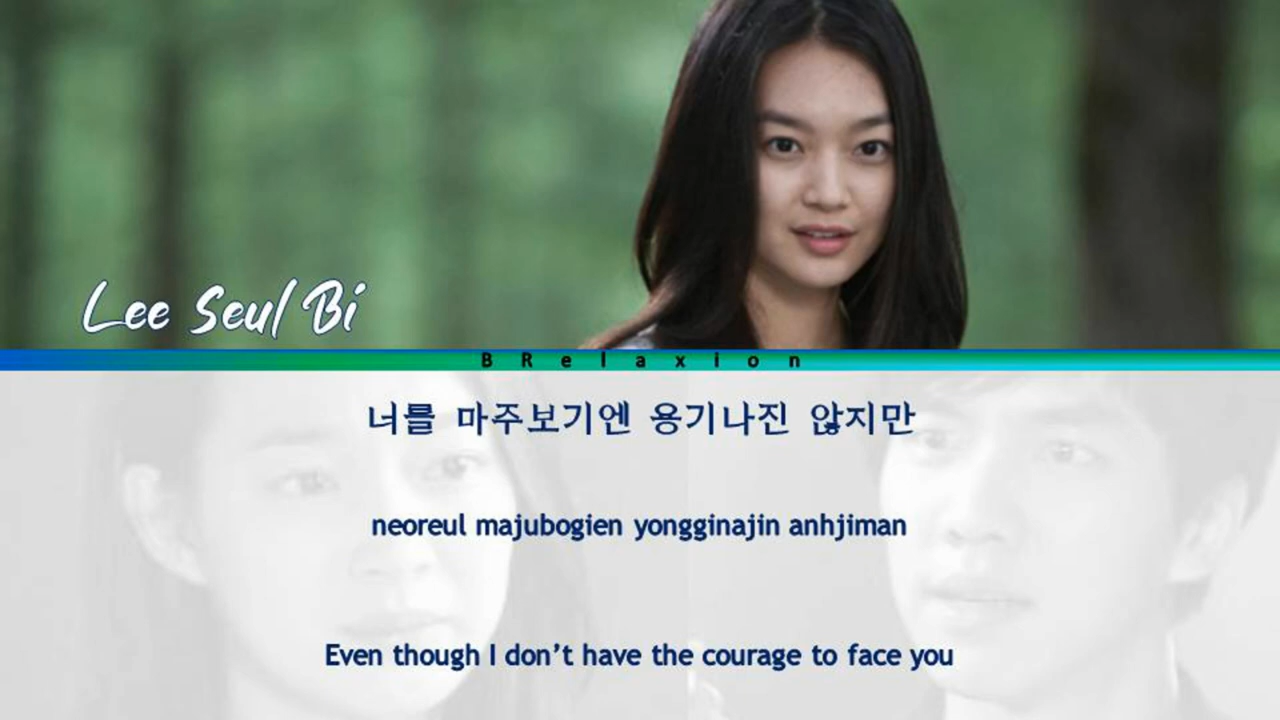 Lee Seul Bi
BRelaxion
너를 마주보기엔 용기나진 않지만
neoreul majubogien yongginajin anhjiman
Even though I don’t have the courage to face you